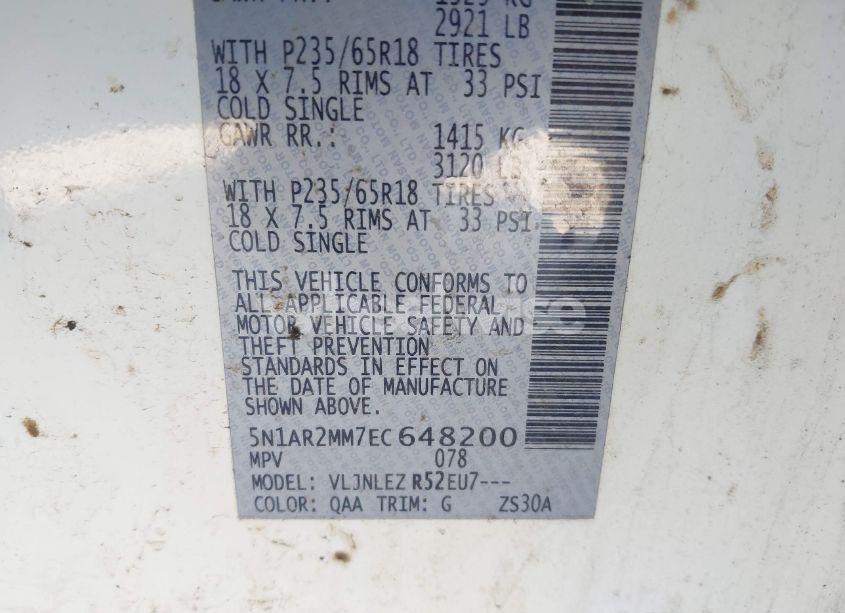 2921 LB
WITH P235/65R18 TIRES
18 X 7.5 RIMS AT 33 PSI
COLD SINGLE
GAWR RR.: 1415 KG
3120 LB
WITH P235/65R18 TIRES
18 X 7.5 RIMS AT 33 PSI
COLD SINGLE
THIS VEHICLE CONFORMS TO
ALL APPLICABLE FEDERAL
MOTOR VEHICLE SAFETY AND
THEFT PREVENTION
STANDARDS IN EFFECT ON
THE DATE OF MANUFACTURE
SHOWN ABOVE.
5N1AR2MM7EC648200
MPV 078
MODEL: VLJNLEZ R52EU7---
COLOR: QAA TRIM: G ZS30A